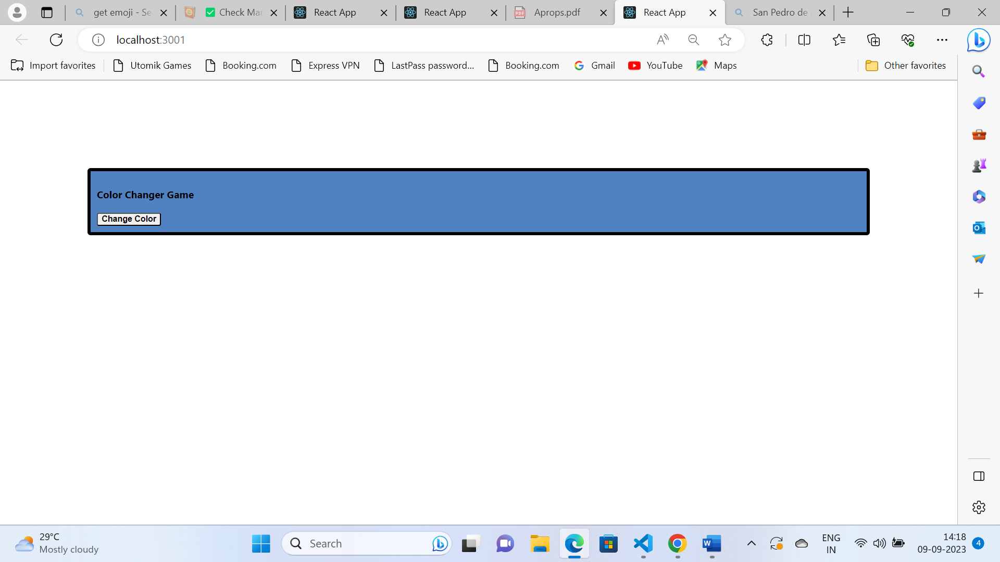 get emoji - Se
Check Mar
React App
React App
Aprops.pdf
React App
San Pedro de
localhost:3001
Import favorites
Utomik Games
Booking.com
Express VPN
LastPass password...
Booking.com
Gmail
YouTube
Maps
Other favorites
Color Changer Game
Change Color
29°C
Mostly cloudy
Search
ENG
IN
14:18
09-09-2023
4